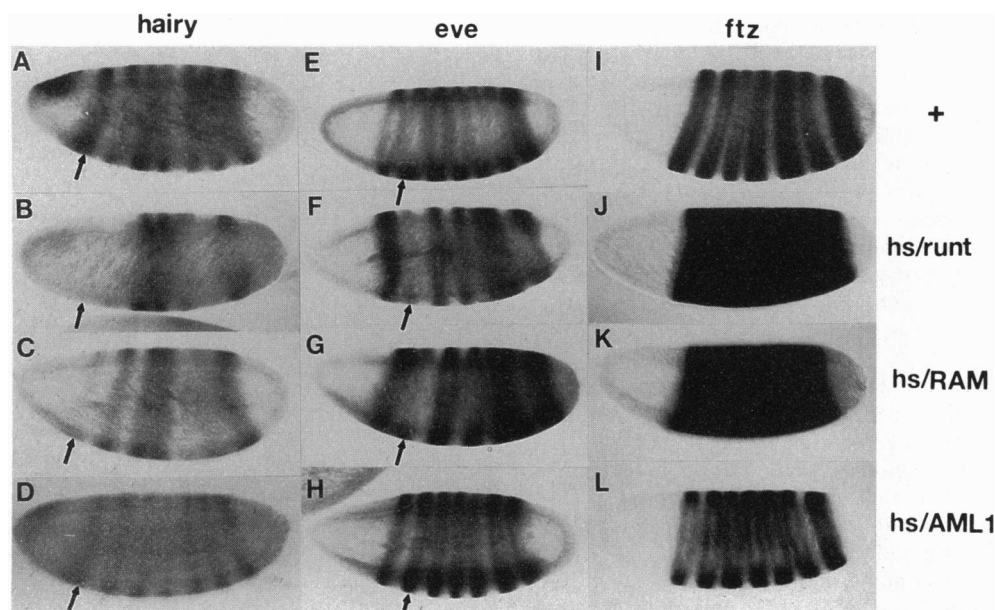 hairy eve ftz
A E I +
B F J hs/runt
C G K hs/RAM
D H L hs/AML1